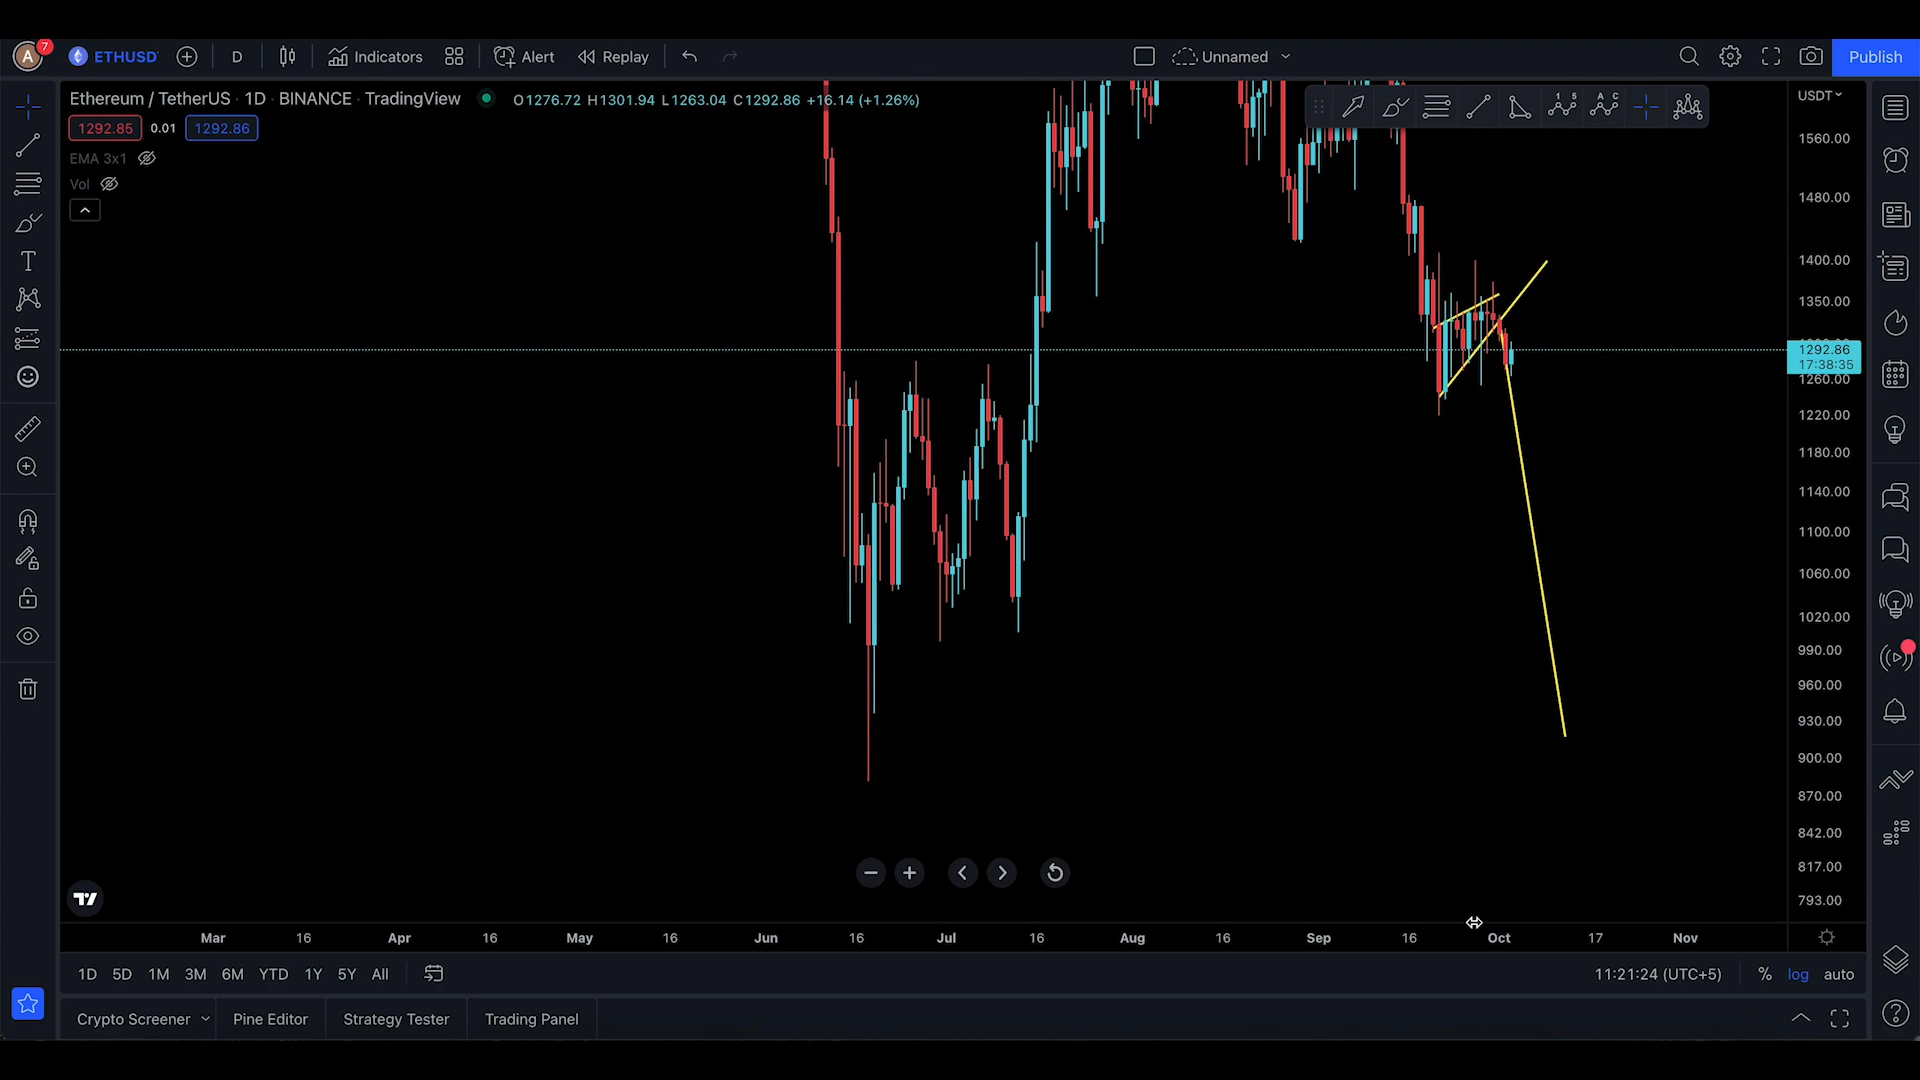 A 7 ETHUSD D Indicators Alert Replay Unnamed Publish
Ethereum / TetherUS · 1D · BINANCE · TradingView O1276.72 H1301.94 L1263.04 C1292.86 +16.14 (+1.26%)
1292.85 0.01 1292.86
EMA 3x1
Vol
T
USDT
1560.00
1480.00
1400.00
1350.00
1292.86
17:38:35
1260.00
1220.00
1180.00
1140.00
1100.00
1060.00
1020.00
990.00
960.00
930.00
900.00
870.00
842.00
817.00
793.00
Mar 16 Apr 16 May 16 Jun 16 Jul 16 Aug 16 Sep 16 Oct 17 Nov
1D 5D 1M 3M 6M YTD 1Y 5Y All 11:21:24 (UTC+5) % log auto
Crypto Screener Pine Editor Strategy Tester Trading Panel